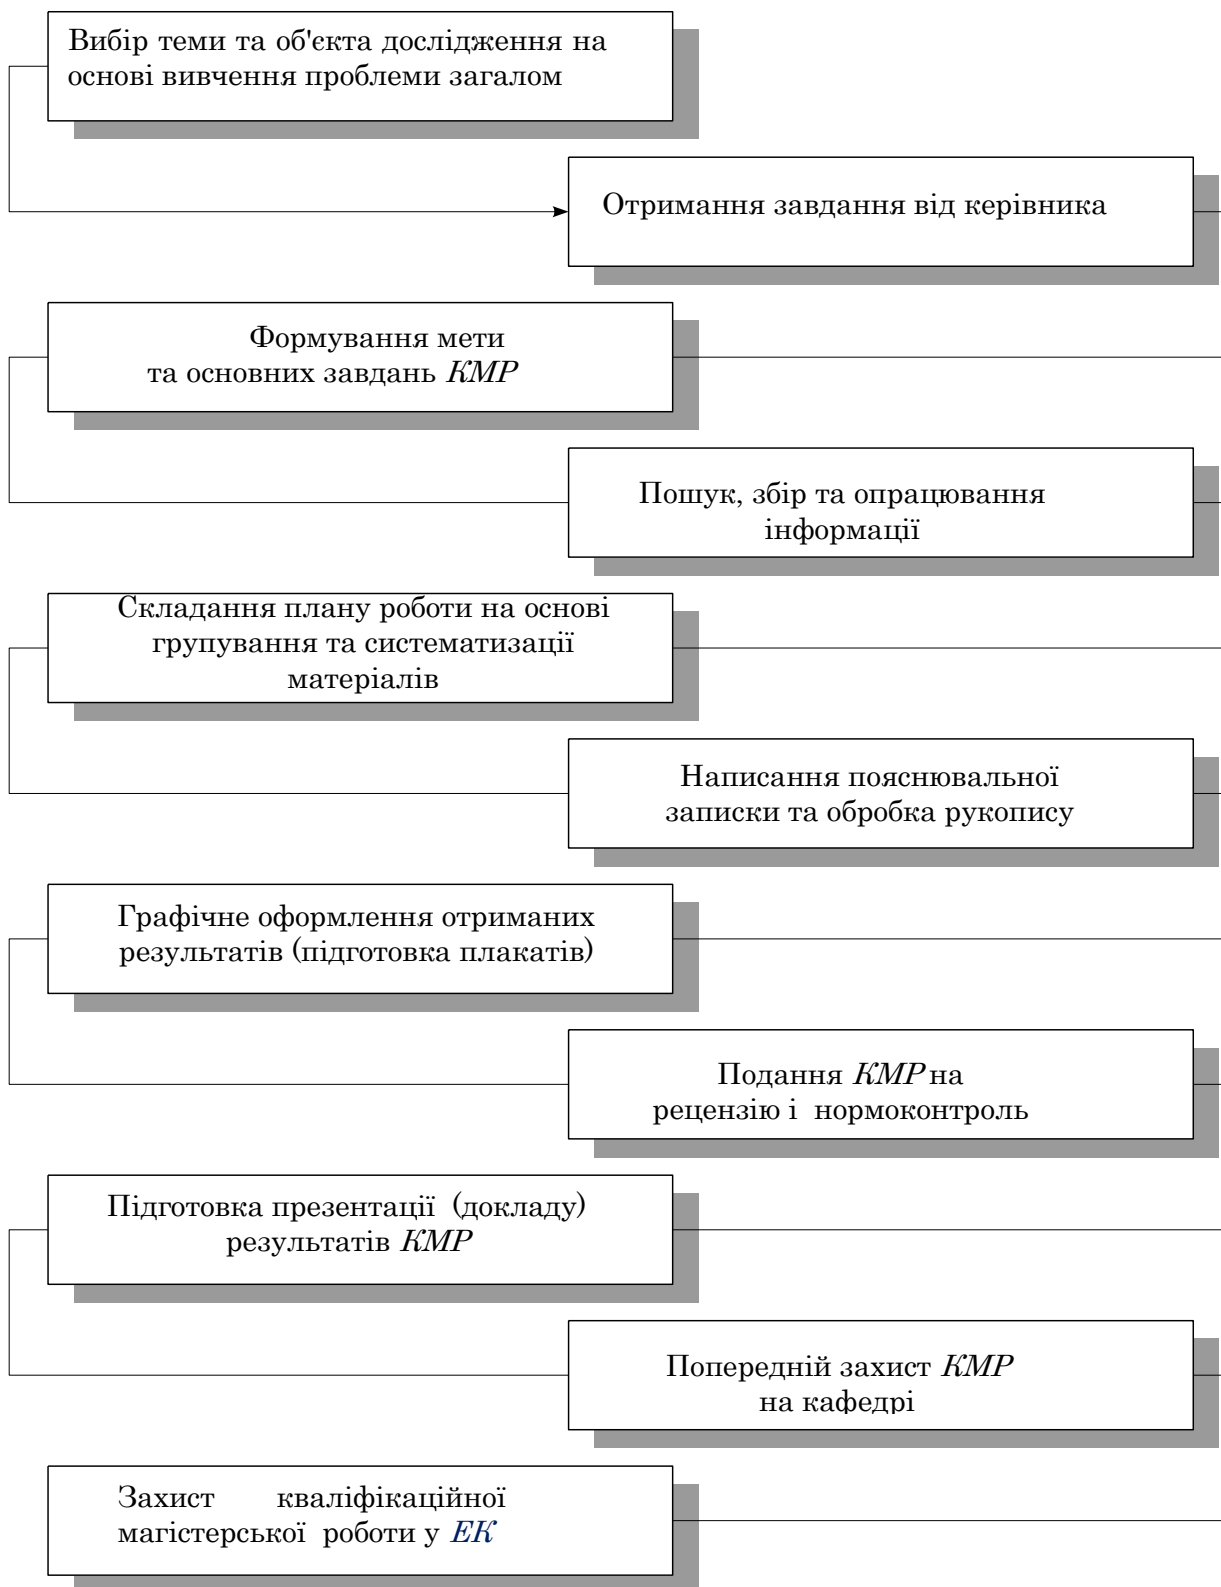 Вибір теми та об'єкта дослідження на
основі вивчення проблеми загалом
Отримання завдання від керівника
Формування мети
та основних завдань КМР
Пошук, збір та опрацювання
інформації
Складання плану роботи на основі
групування та систематизації
матеріалів
Написання пояснювальної
записки та обробка рукопису
Графічне оформлення отриманих
результатів (підготовка плакатів)
Подання КМР на
рецензію і нормоконтроль
Підготовка презентації (докладу)
результатів КМР
Попередній захист КМР
на кафедрі
Захист кваліфікаційної
магістерської роботи у ЕК